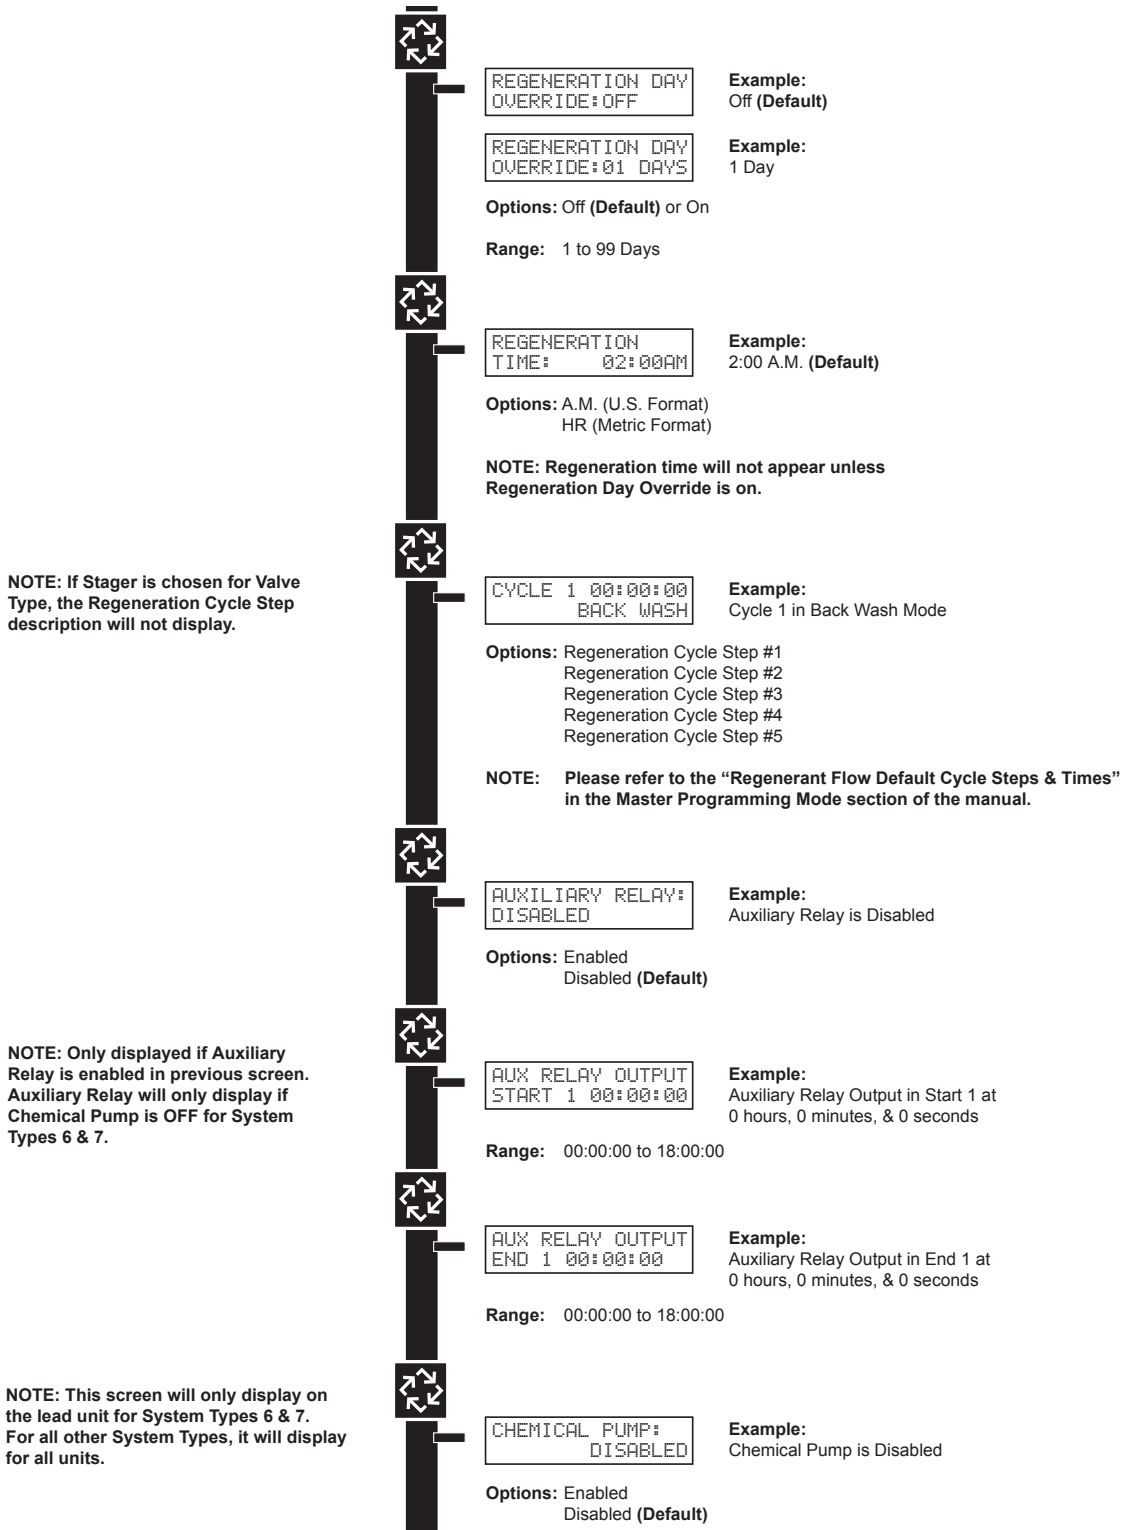 REGENERATION DAY
OVERRIDE:OFF
Example:
Off (Default)
REGENERATION DAY
OVERRIDE:01 DAYS
Example:
1 Day
Options: Off (Default) or On
Range: 1 to 99 Days
REGENERATION
TIME: 02:00AM
Example:
2:00 A.M. (Default)
Options: A.M. (U.S. Format)
HR (Metric Format)
NOTE: Regeneration time will not appear unless
Regeneration Day Override is on.
NOTE: If Stager is chosen for Valve
Type, the Regeneration Cycle Step
description will not display.
CYCLE 1 00:00:00
BACK WASH
Example:
Cycle 1 in Back Wash Mode
Options: Regeneration Cycle Step #1
Regeneration Cycle Step #2
Regeneration Cycle Step #3
Regeneration Cycle Step #4
Regeneration Cycle Step #5
NOTE: Please refer to the “Regenerant Flow Default Cycle Steps & Times”
in the Master Programming Mode section of the manual.
AUXILIARY RELAY:
DISABLED
Example:
Auxiliary Relay is Disabled
Options: Enabled
Disabled (Default)
NOTE: Only displayed if Auxiliary
Relay is enabled in previous screen.
Auxiliary Relay will only display if
Chemical Pump is OFF for System
Types 6 & 7.
AUX RELAY OUTPUT
START 1 00:00:00
Example:
Auxiliary Relay Output in Start 1 at
0 hours, 0 minutes, & 0 seconds
Range: 00:00:00 to 18:00:00
AUX RELAY OUTPUT
END 1 00:00:00
Example:
Auxiliary Relay Output in End 1 at
0 hours, 0 minutes, & 0 seconds
Range: 00:00:00 to 18:00:00
NOTE: This screen will only display on
the lead unit for System Types 6 & 7.
For all other System Types, it will display
for all units.
CHEMICAL PUMP:
DISABLED
Example:
Chemical Pump is Disabled
Options: Enabled
Disabled (Default)